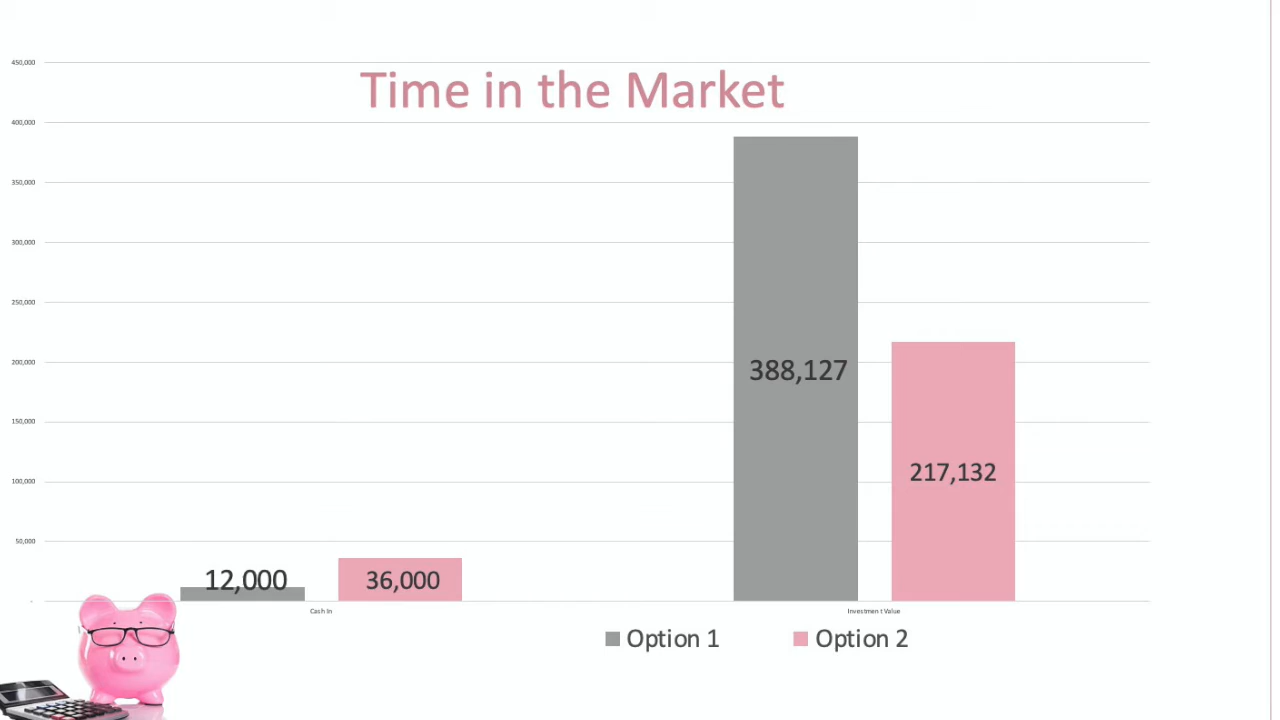 Time in the Market
450,000
400,000
350,000
300,000
250,000
200,000
150,000
100,000
50,000
-
12,000
36,000
388,127
217,132
Cash In
Investment Value
Option 1
Option 2